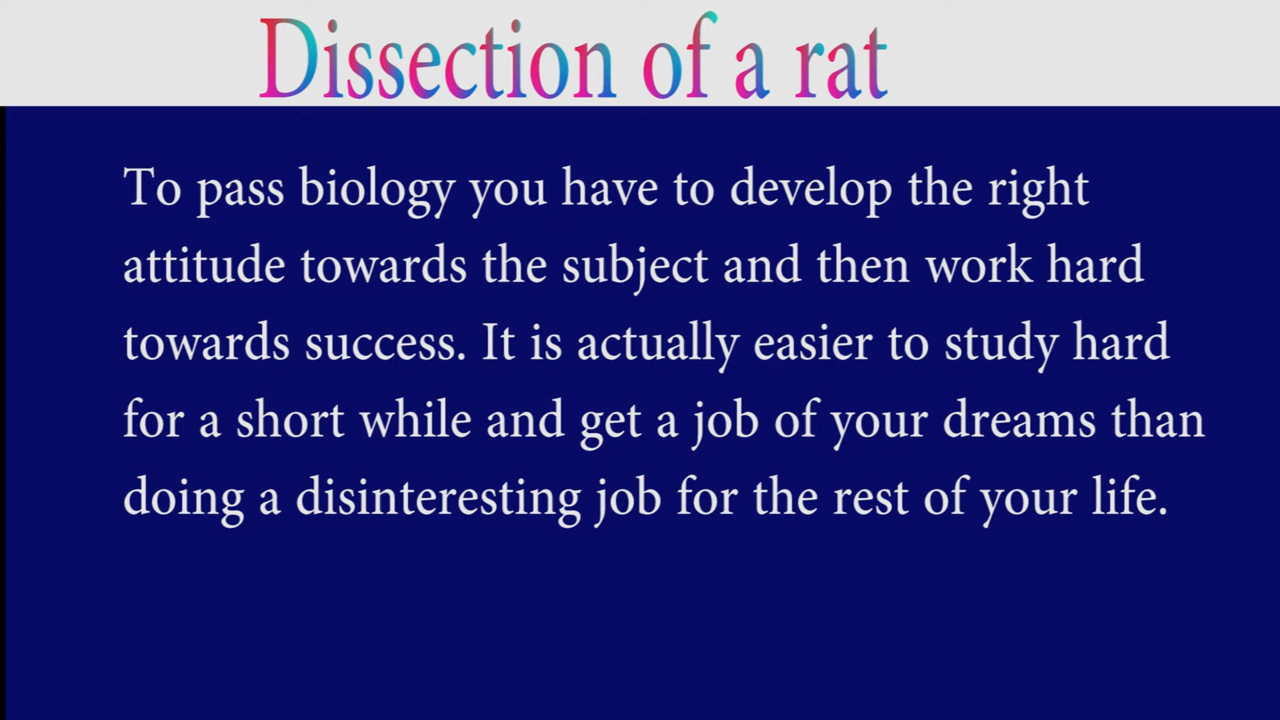 Dissection of a rat
To pass biology you have to develop the right
attitude towards the subject and then work hard
towards success. It is actually easier to study hard
for a short while and get a job of your dreams than
doing a disinteresting job for the rest of your life.